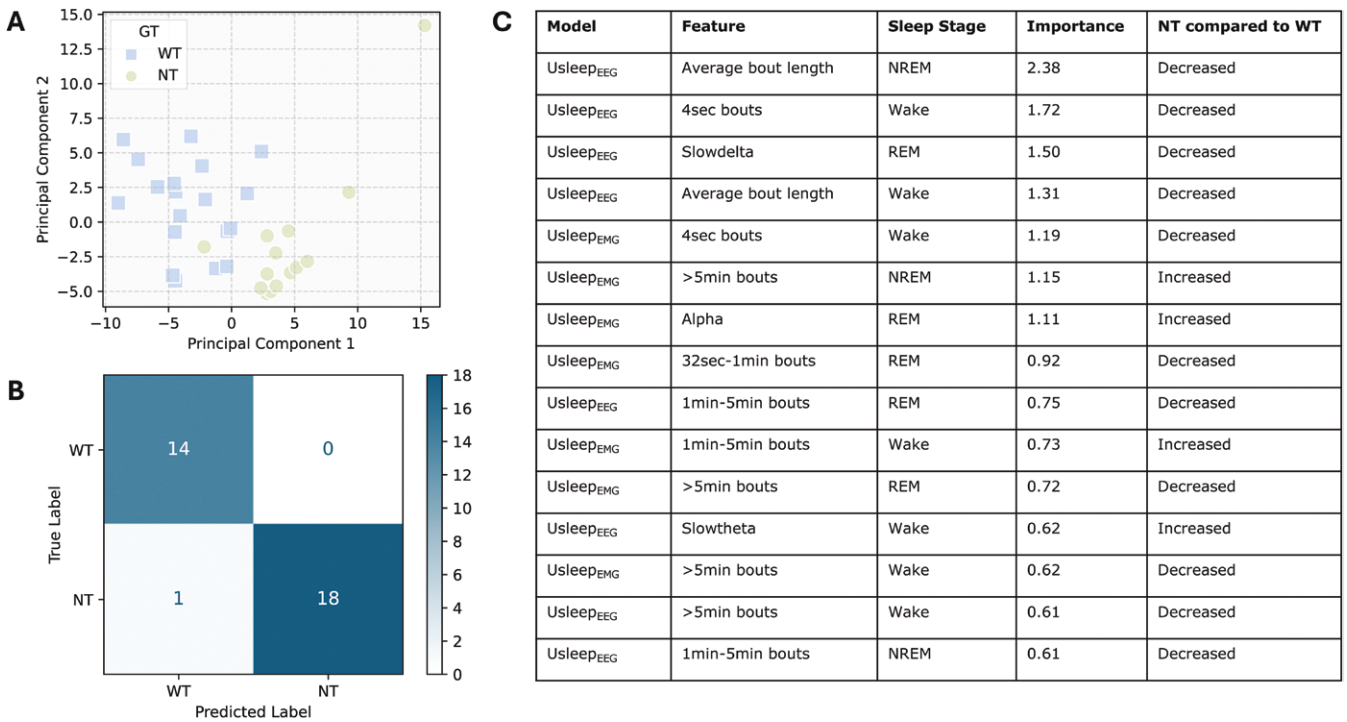 A
15.0
12.5
10.0
7.5
5.0
2.5
0.0
−2.5
−5.0
Principal Component 2
GT
WT
NT
−10
−5
0
5
10
15
Principal Component 1
B
WT
NT
True Label
14
0
1
18
WT
NT
Predicted Label
18
16
14
12
10
8
6
4
2
0
C
Model Feature Sleep Stage Importance NT compared to WT
UsleepEEG Average bout length NREM 2.38 Decreased
UsleepEEG 4sec bouts Wake 1.72 Decreased
UsleepEEG Slowdelta REM 1.50 Decreased
UsleepEEG Average bout length Wake 1.31 Decreased
UsleepEMG 4sec bouts Wake 1.19 Decreased
UsleepEMG >5min bouts NREM 1.15 Increased
UsleepEMG Alpha REM 1.11 Increased
UsleepEMG 32sec-1min bouts REM 0.92 Decreased
UsleepEEG 1min-5min bouts REM 0.75 Decreased
UsleepEMG 1min-5min bouts Wake 0.73 Increased
UsleepEMG >5min bouts REM 0.72 Decreased
UsleepEEG Slowtheta Wake 0.62 Increased
UsleepEMG >5min bouts Wake 0.62 Decreased
UsleepEEG >5min bouts Wake 0.61 Decreased
UsleepEEG 1min-5min bouts NREM 0.61 Decreased